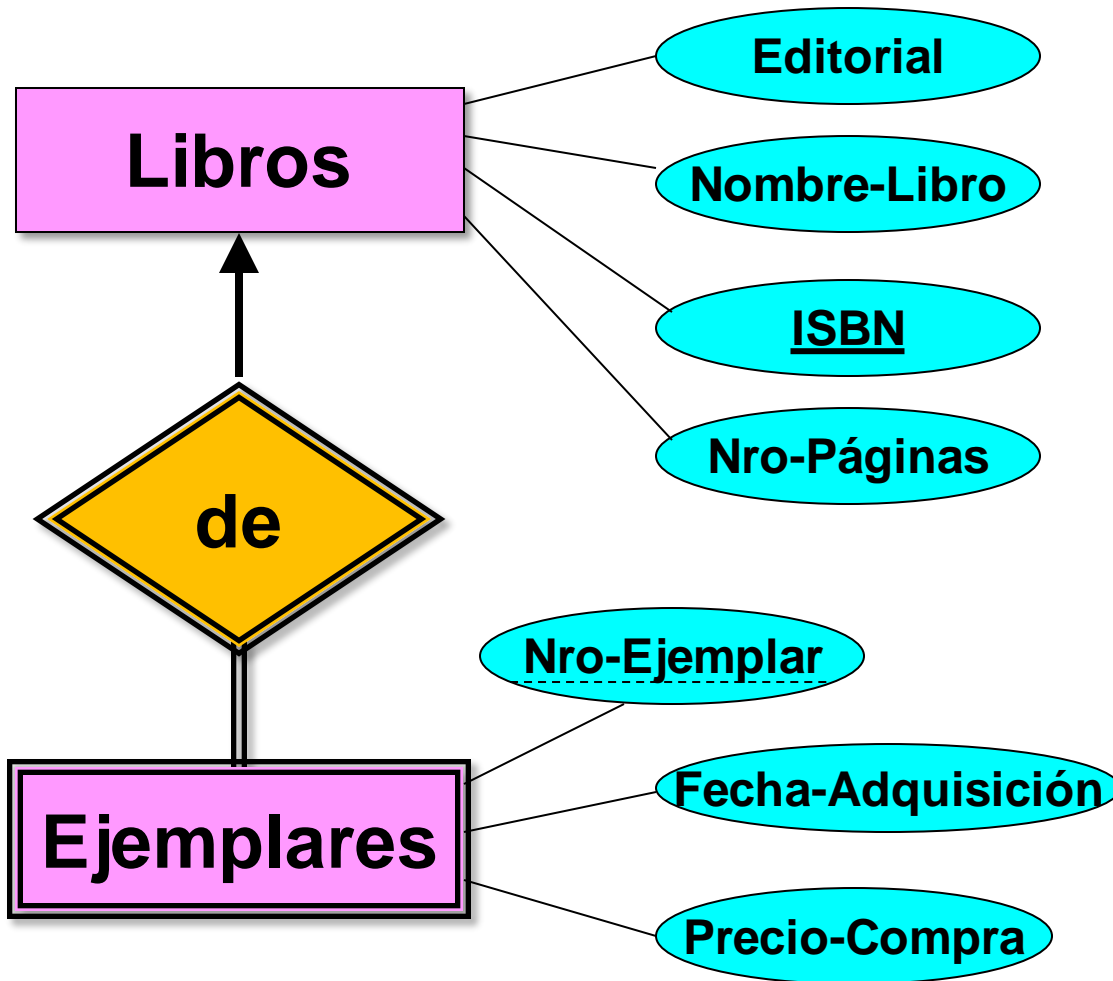 Editorial
Libros
Nombre-Libro
ISBN
Nro-Páginas
de
Nro-Ejemplar
Fecha-Adquisición
Ejemplares
Precio-Compra